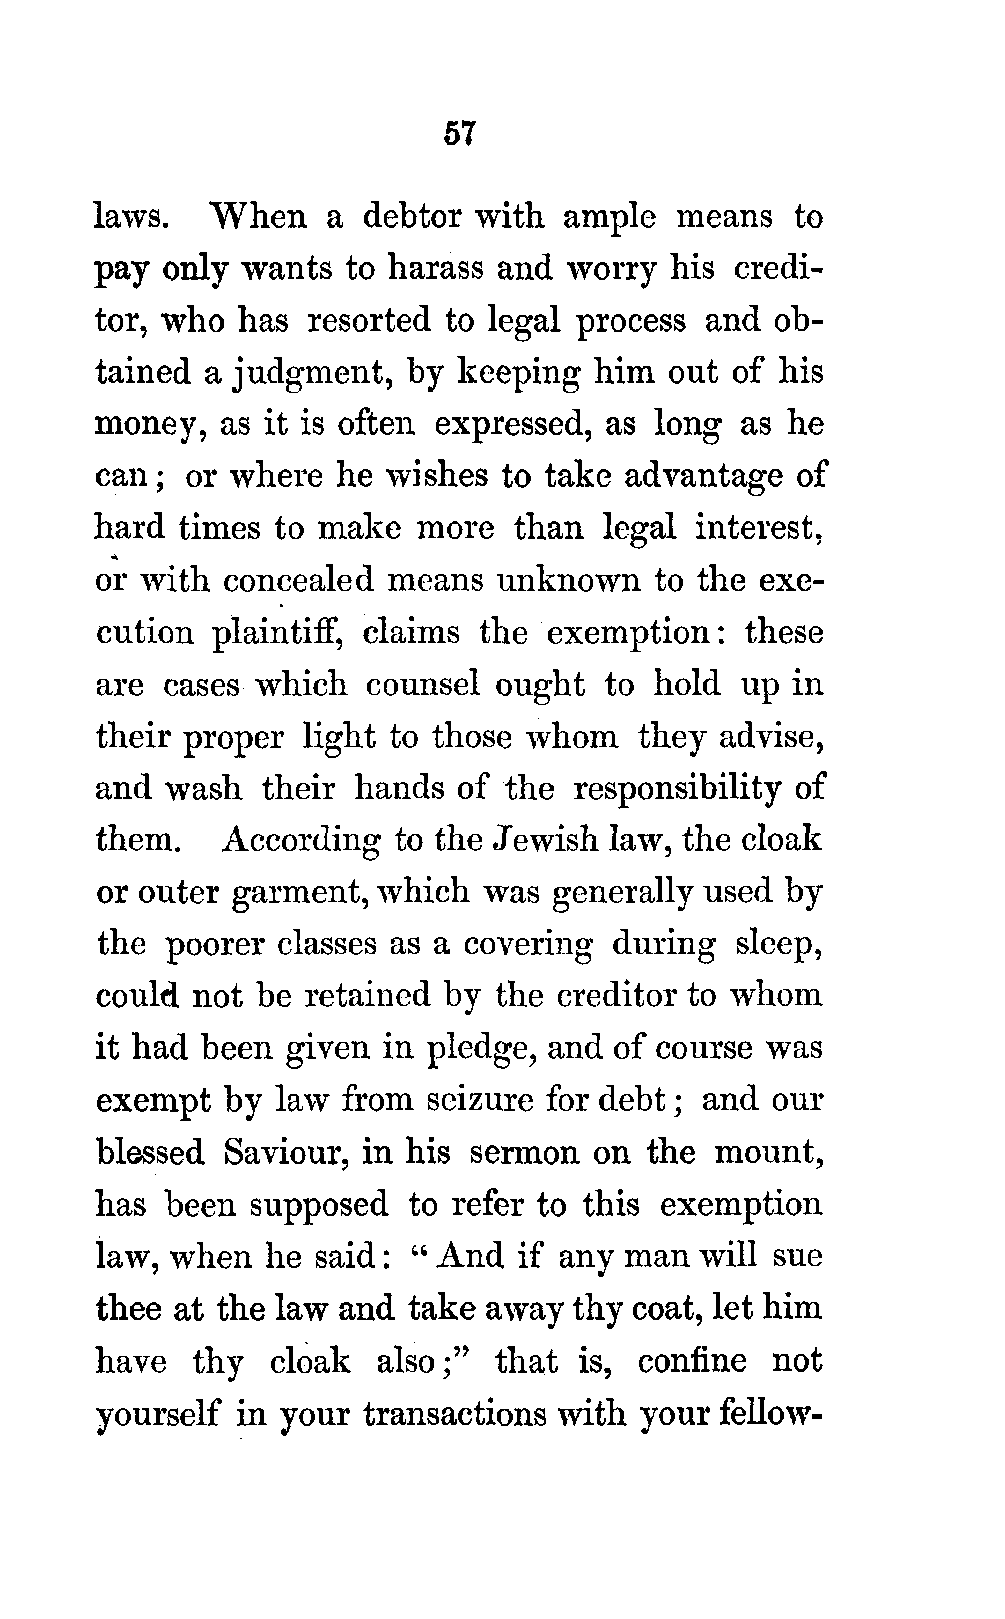 57
laws. When a debtor with ample means to
pay only wants to harass and worry his credi-
tor, who has resorted to legal process and ob-
tained a judgment, by keeping him out of his
money, as it is often expressed, as long as he
can; or where he wishes to take advantage of
hard times to make more than legal interest,
or with concealed means unknown to the exe-
cution plaintiff, claims the exemption: these
are cases which counsel ought to hold up in
their proper light to those whom they advise,
and wash their hands of the responsibility of
them. According to the Jewish law, the cloak
or outer garment, which was generally used by
the poorer classes as a covering during sleep,
could not be retained by the creditor to whom
it had been given in pledge, and of course was
exempt by law from seizure for debt; and our
blessed Saviour, in his sermon on the mount,
has been supposed to refer to this exemption
law, when he said: “And if any man will sue
thee at the law and take away thy coat, let him
have thy cloak also;” that is, confine not
yourself in your transactions with your fellow-